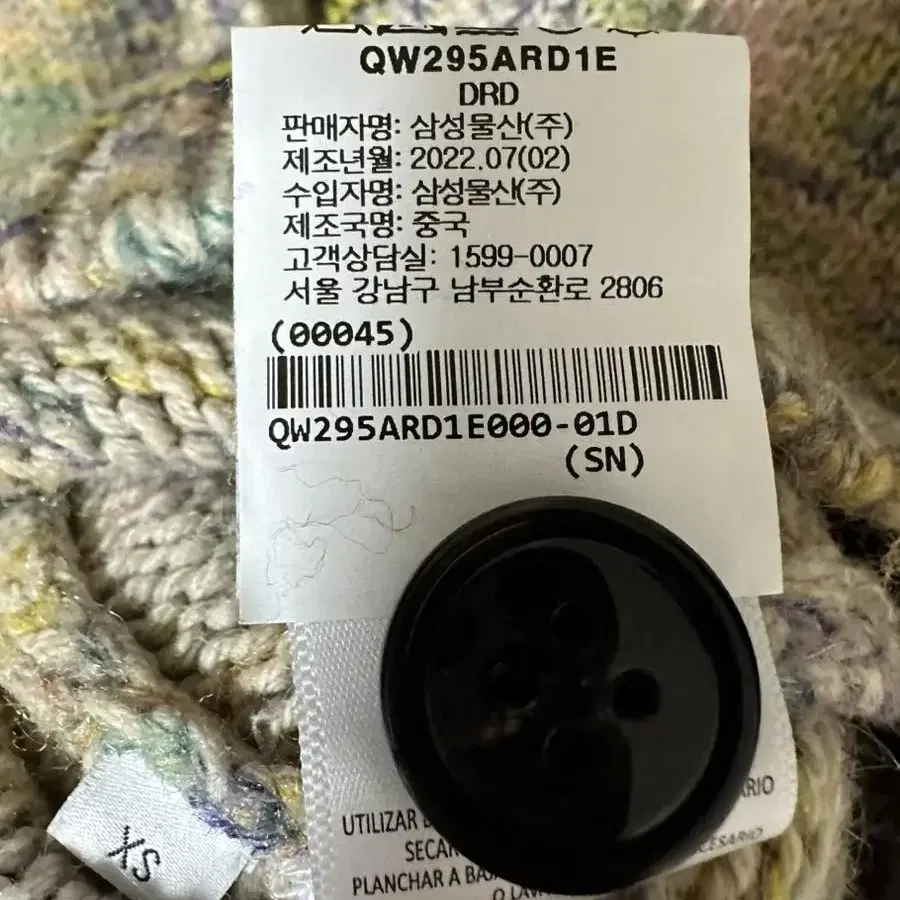 QW295ARD1E
DRD
판매자명: 삼성물산(주)
제조년월: 2022.07(02)
수입자명: 삼성물산(주)
제조국명: 중국
고객상담실: 1599-0007
서울 강남구 남부순환로 2806
(00045)
QW295ARD1E000-01D
(SN)
UTILIZAR
PLANCHAR A
XS